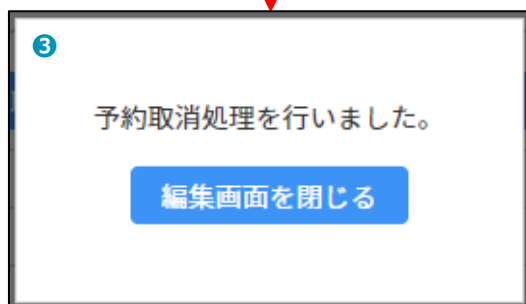 ❸
予約取消処理を行いました。
編集画面を閉じる